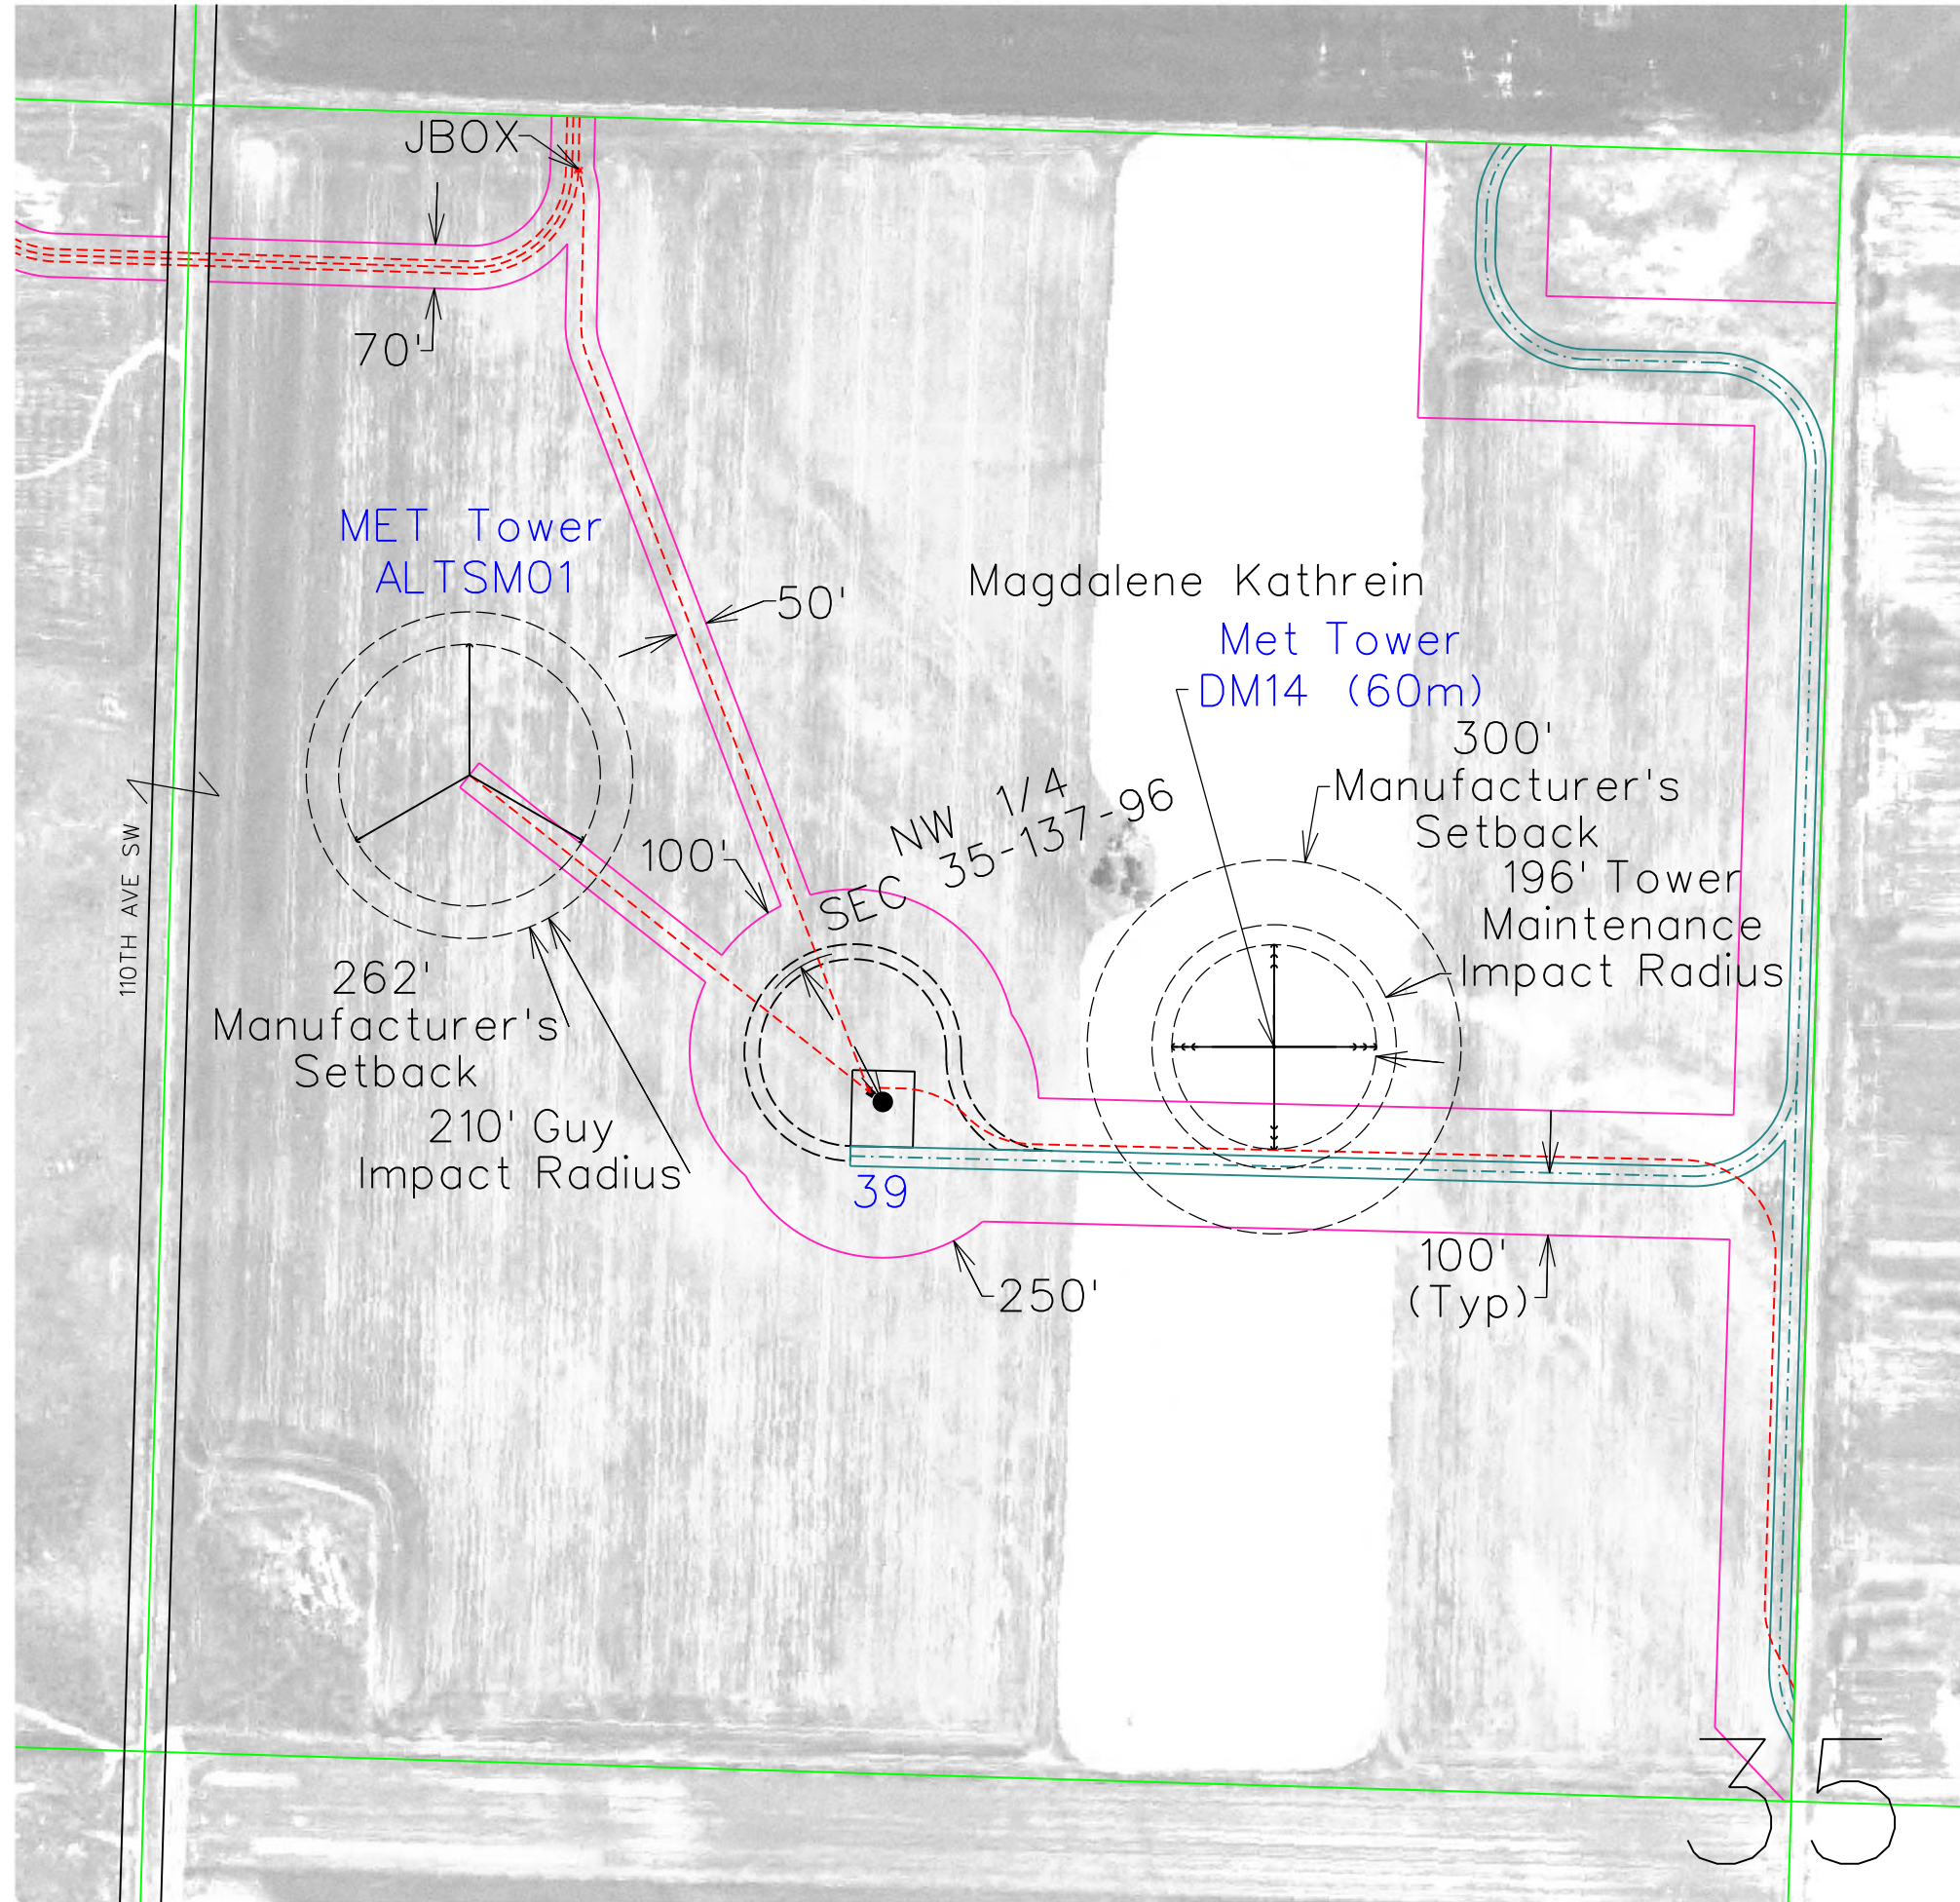 JBOX
70'
MET Tower
ALTSM01
50'
Magdalene Kathrein
Met Tower
DM14 (60m)
300'
Manufacturer's
Setback
196' Tower
Maintenance
Impact Radius
NW 1/4
SEC 35-137-96
100'
110TH AVE SW
262'
Manufacturer's
Setback
210' Guy
Impact Radius
39
250'
100'
(Typ)
35